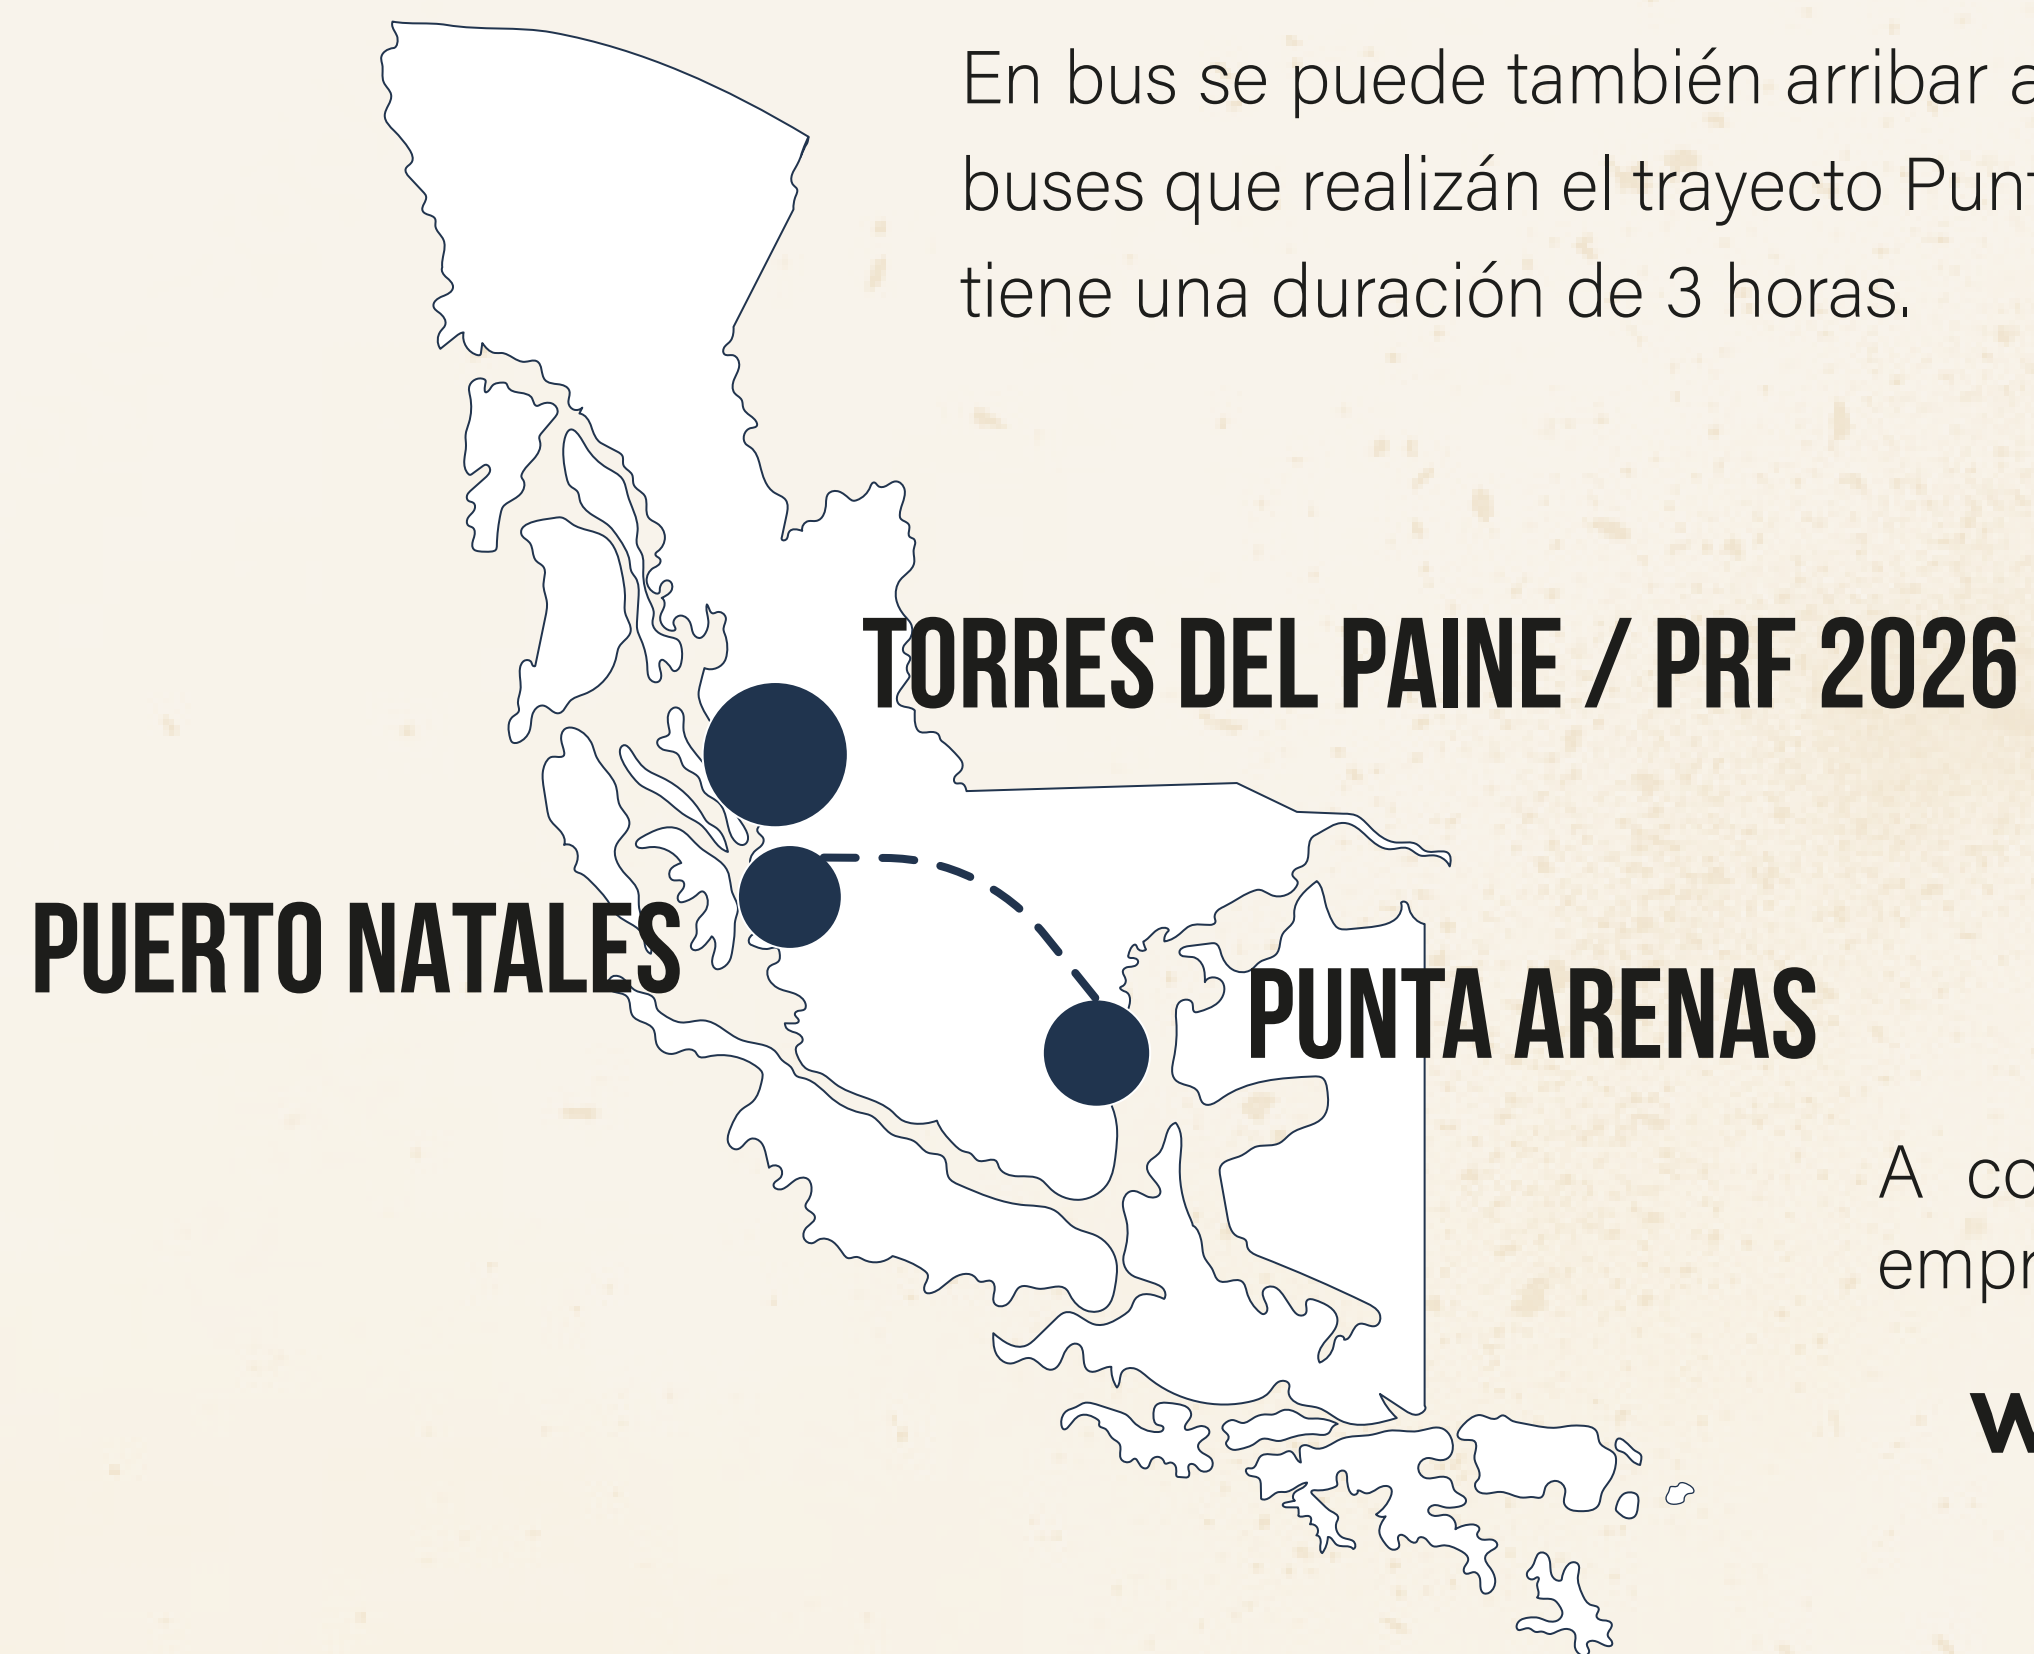 En bus se puede también arribar a
buses que realizán el trayecto Punt
tiene una duración de 3 horas.
TORRES DEL PAINE / PRF 2026
PUERTO NATALES
PUNTA ARENAS
A co
empr
W